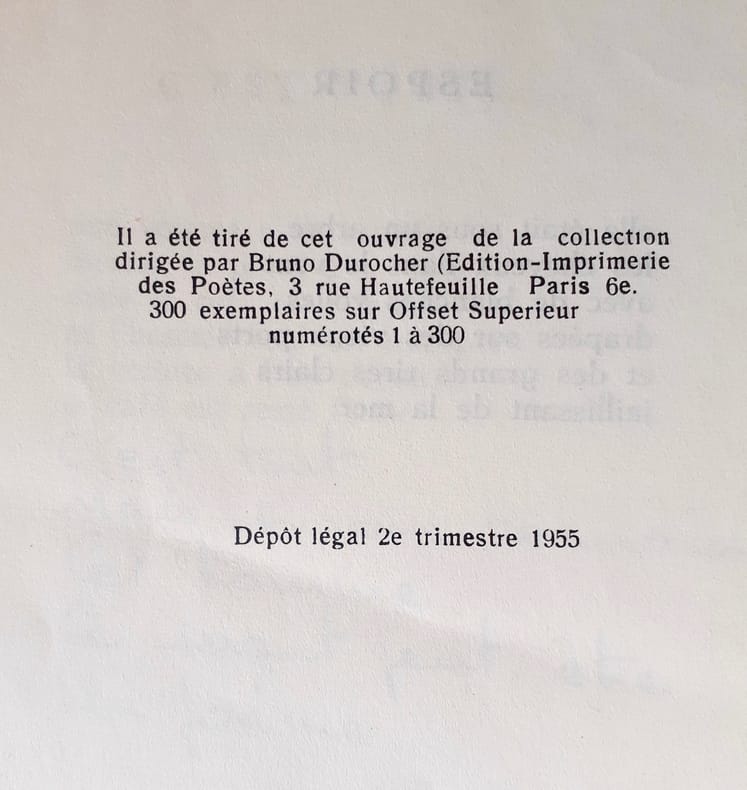 Il a été tiré de cet ouvrage de la collection
dirigée par Bruno Durocher (Edition-Imprimerie
des Poètes, 3 rue Hautefeuille Paris 6e.
300 exemplaires sur Offset Superieur
numérotés 1 à 300
Dépôt légal 2e trimestre 1955